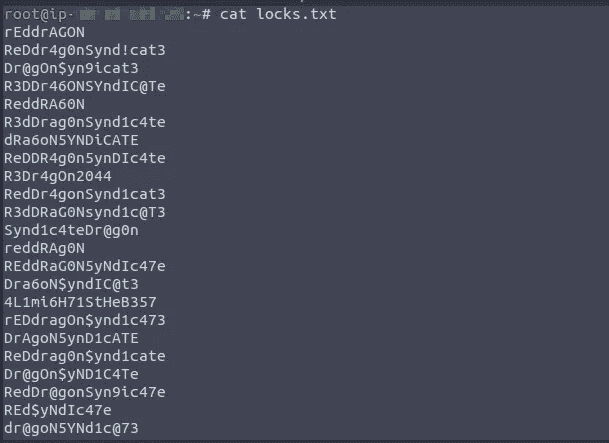 root@ip- :~# cat locks.txt
rEddrAGON
ReDdr4g0nSynd!cat3
Dr@gOn$yn9icat3
R3DDr46ONSYndIC@Te
ReddRA60N
R3dDrag0nSynd1c4te
dRa6oN5YNDiCATE
ReDDR4g0n5ynDIc4te
R3Dr4gOn2044
RedDr4gonSynd1cat3
R3dDRaG0Nsynd1c@T3
Synd1c4teDr@g0n
reddRAg0N
REddRaG0N5yNdIc47e
Dra6oN$yndIC@t3
4L1mi6H71StHeB357
rEDdragOn$ynd1c473
DrAgoN5ynD1cATE
ReDdrag0n$ynd1cate
Dr@gOn$yND1C4Te
RedDr@gonSyn9ic47e
REd$yNdIc47e
dr@goN5YNd1c@73